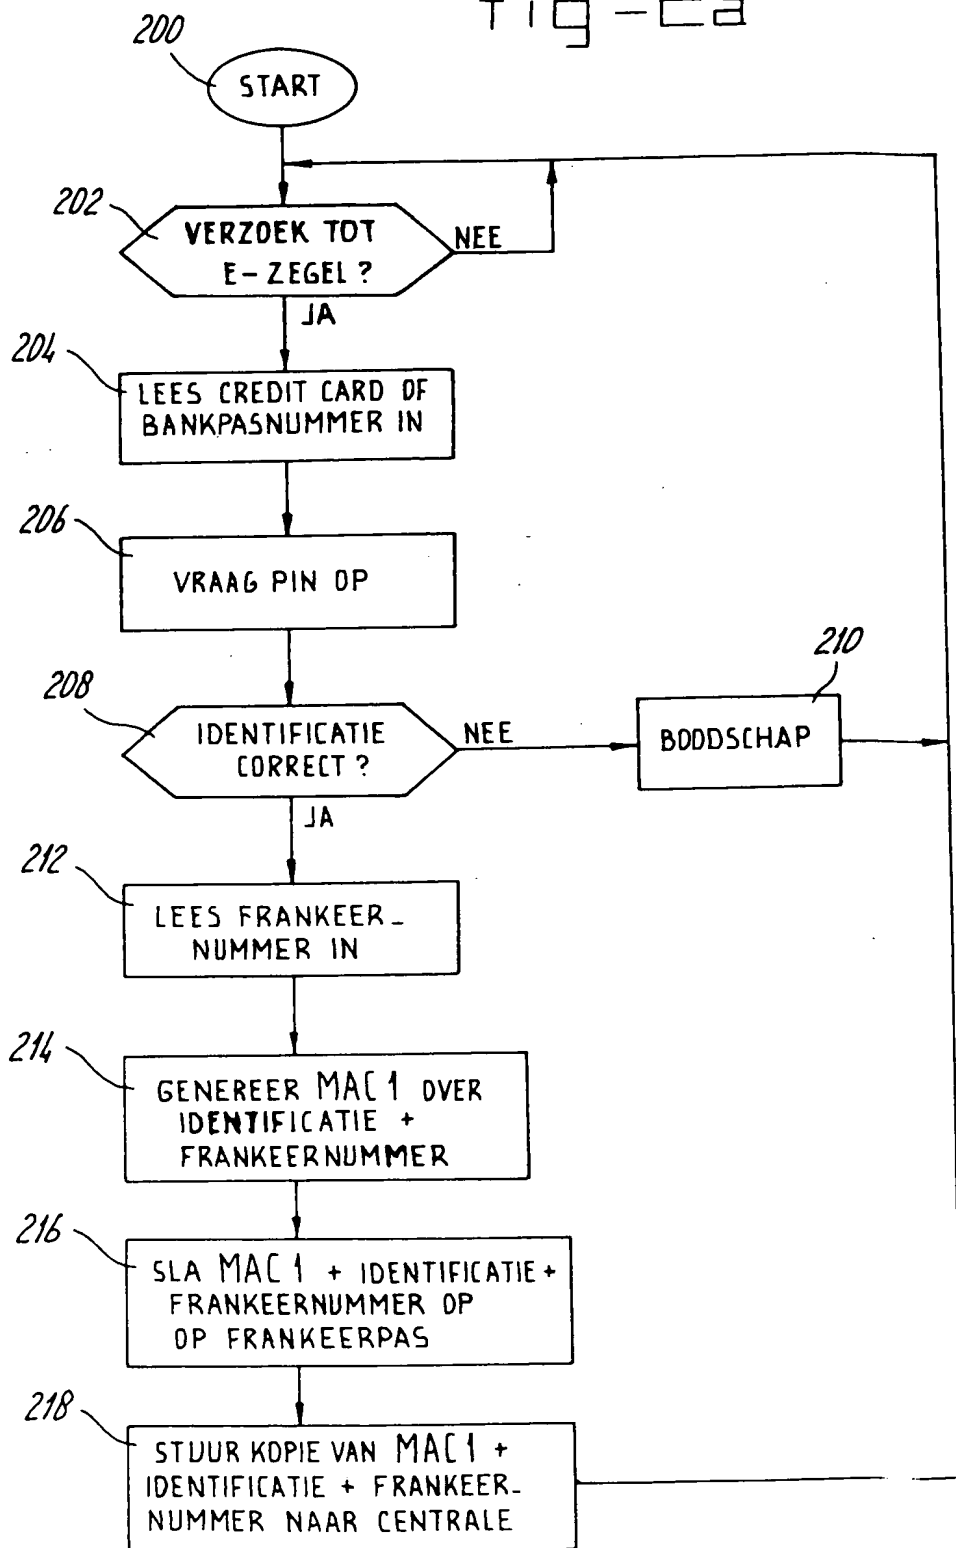 fig - 2a
200
START
202
VERZOEK TOT
E-ZEGEL?
NEE
JA
204
LEES CREDIT CARD OF
BANKPASNUMMER IN
206
VRAAG PIN OP
208
IDENTIFICATIE
CORRECT?
NEE
210
BOODSCHAP
JA
212
LEES FRANKEER-
NUMMER IN
214
GENEREER MAC1 OVER
IDENTIFICATIE +
FRANKEERNUMMER
216
SLA MAC1 + IDENTIFICATIE +
FRANKEERNUMMER OP
OP FRANKEERPAS
218
STUUR KOPIE VAN MAC1 +
IDENTIFICATIE + FRANKEER-
NUMMER NAAR CENTRALE